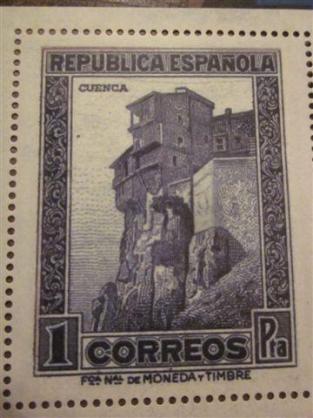 REPUBLICA ESPAÑOLA
CUENCA
1 CORREOS Pta
Fca. NAL. DE MONEDA Y TIMBRE